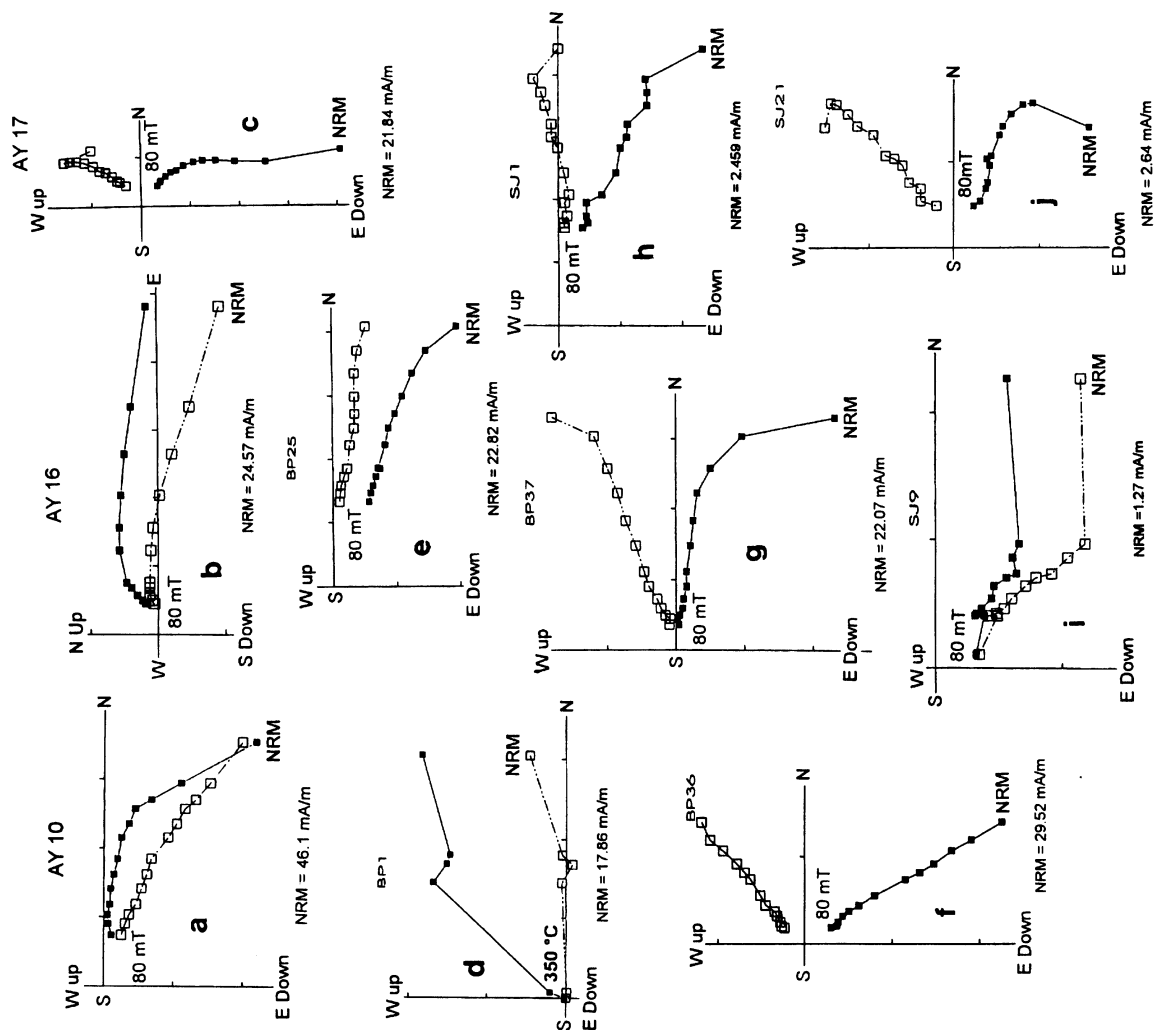 AY 10
W up
S
N
80 mT
NRM
E Down
NRM = 46.1 mA/m
a
AY 16
N Up
W
E
80 mT
NRM
S Down
NRM = 24.57 mA/m
b
AY 17
W up
S
N
80 mT
NRM
E Down
NRM = 21.84 mA/m
c
BP1
W up
S
N
350 °C
NRM
E Down
NRM = 17.86 mA/m
d
BP25
W up
S
N
80 mT
NRM
E Down
NRM = 22.82 mA/m
e
BP36
W up
S
N
80 mT
NRM
E Down
NRM = 29.52 mA/m
f
BP37
W up
S
N
80 mT
NRM
E Down
NRM = 22.07 mA/m
g
SJ1
W up
S
N
80 mT
NRM
E Down
NRM = 2.459 mA/m
h
SJ9
W up
S
N
80 mT
NRM
E Down
NRM =1.27 mA/m
i
SJ21
W up
S
N
80mT
NRM
E Down
NRM = 2.64 mA/m
j